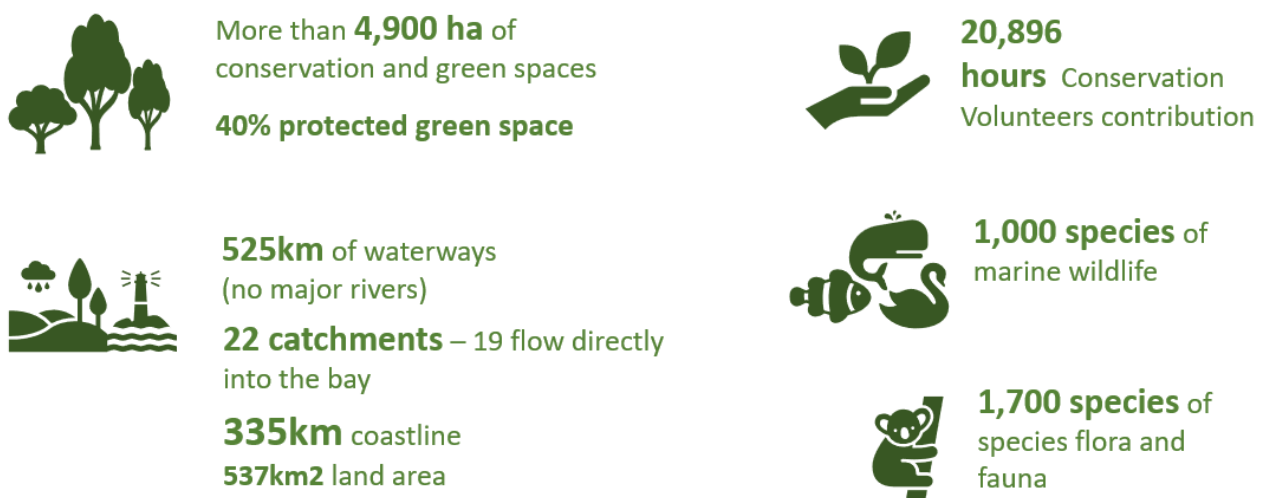 More than 4,900 ha of
conservation and green spaces
40% protected green space
525km of waterways
(no major rivers)
22 catchments – 19 flow directly
into the bay
335km coastline
537km2 land area
20,896
hours Conservation
Volunteers contribution
1,000 species of
marine wildlife
1,700 species of
species flora and
fauna